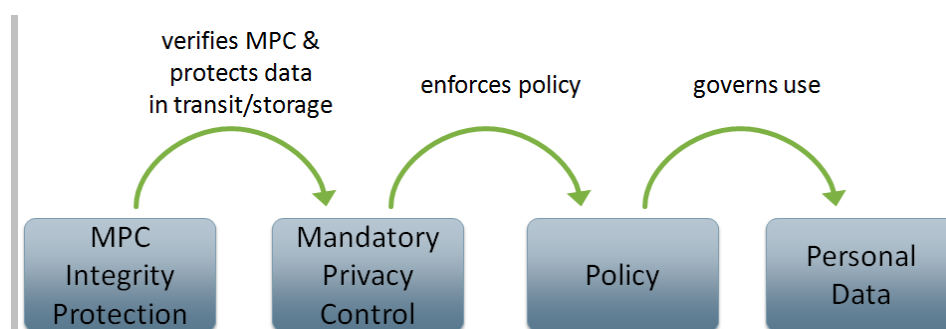 verifies MPC &
protects data
in transit/storage
enforces policy
governs use
MPC
Integrity
Protection
Mandatory
Privacy
Control
Policy
Personal
Data